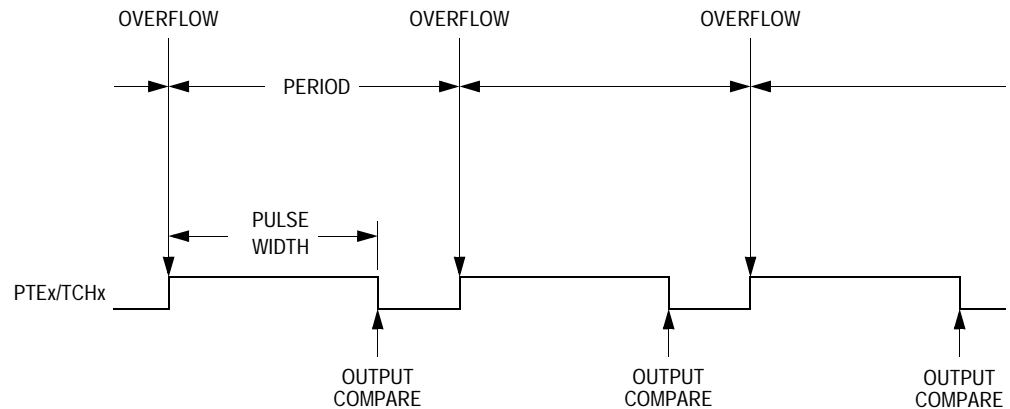 OVERFLOW OVERFLOW OVERFLOW
PERIOD
PULSE
WIDTH
PTEx/TCHx
OUTPUT OUTPUT OUTPUT
COMPARE COMPARE COMPARE